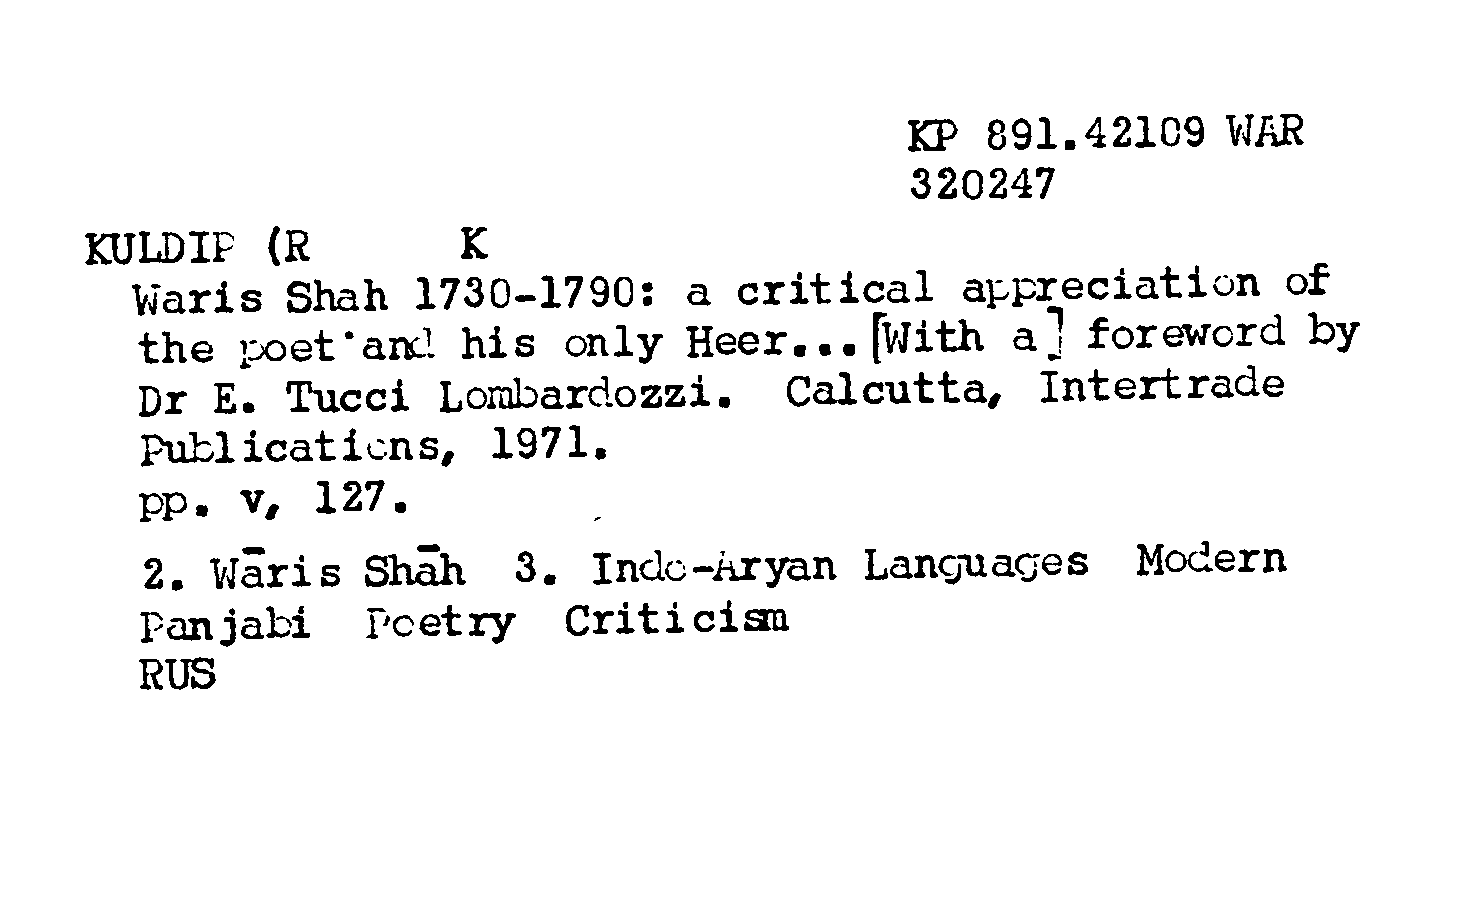 KP 891.42109 WAR
320247
KULDIP (R K
Waris Shah 1730-1790: a critical appreciation of
the poet and his only Heer...[With a] foreword by
Dr E. Tucci Lombardozzi. Calcutta, Intertrade
Publications, 1971.
pp. v, 127.
2. Wāris Shāh 3. Indo-Aryan Languages Modern
Panjabi Poetry Criticism
RUS